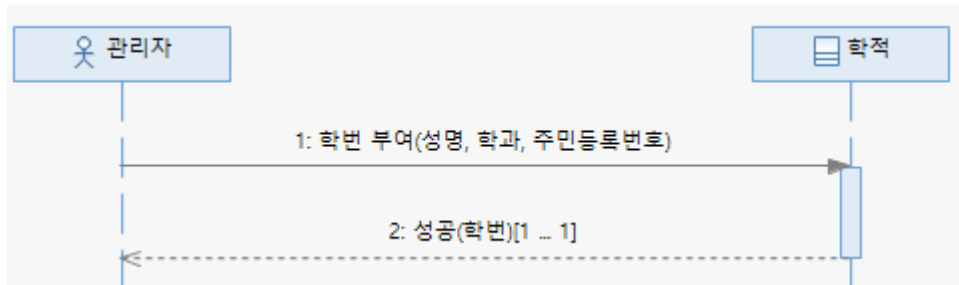 관리자
학적
1: 학번 부여(성명, 학과, 주민등록번호)
2: 성공(학번)[1 ... 1]